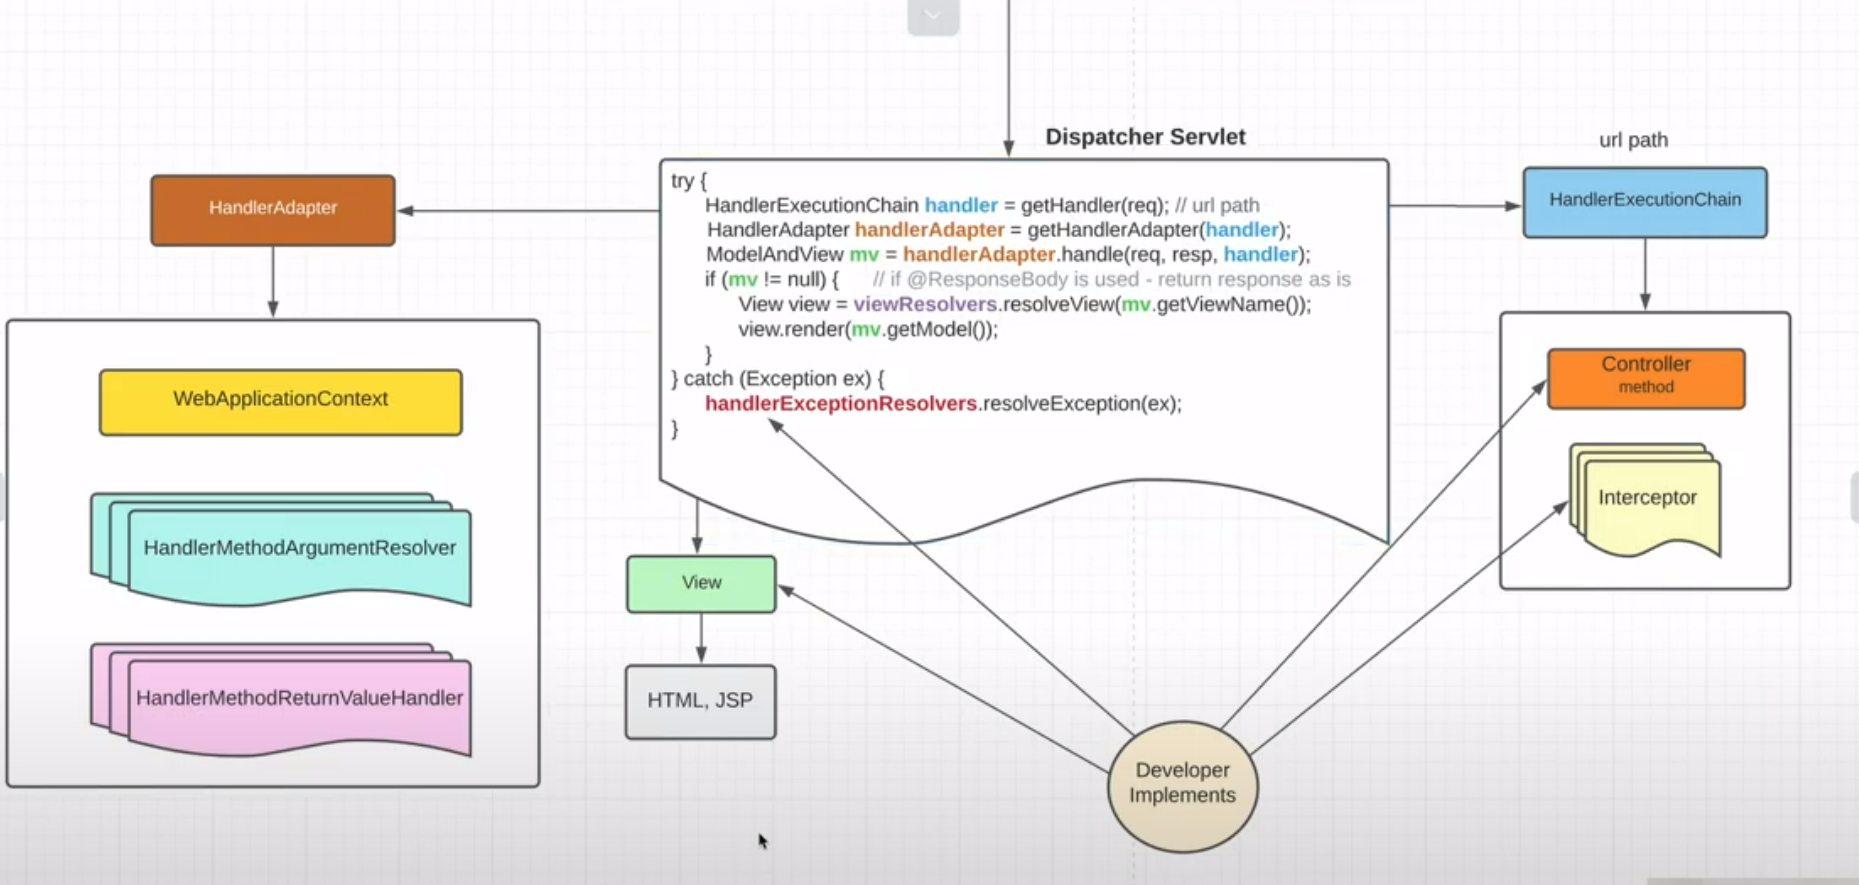 Dispatcher Servlet
url path
HandlerAdapter
try {
HandlerExecutionChain handler = getHandler(req); // url path
HandlerAdapter handlerAdapter = getHandlerAdapter(handler);
ModelAndView mv = handlerAdapter.handle(req, resp, handler);
if (mv != null) { // if @ResponseBody is used - return response as is
View view = viewResolvers.resolveView(mv.getViewName());
view.render(mv.getModel());
}
} catch (Exception ex) {
handlerExceptionResolvers.resolveException(ex);
}
HandlerExecutionChain
WebApplicationContext
HandlerMethodArgumentResolver
HandlerMethodReturnValueHandler
View
HTML, JSP
Controller
method
Interceptor
Developer
Implements